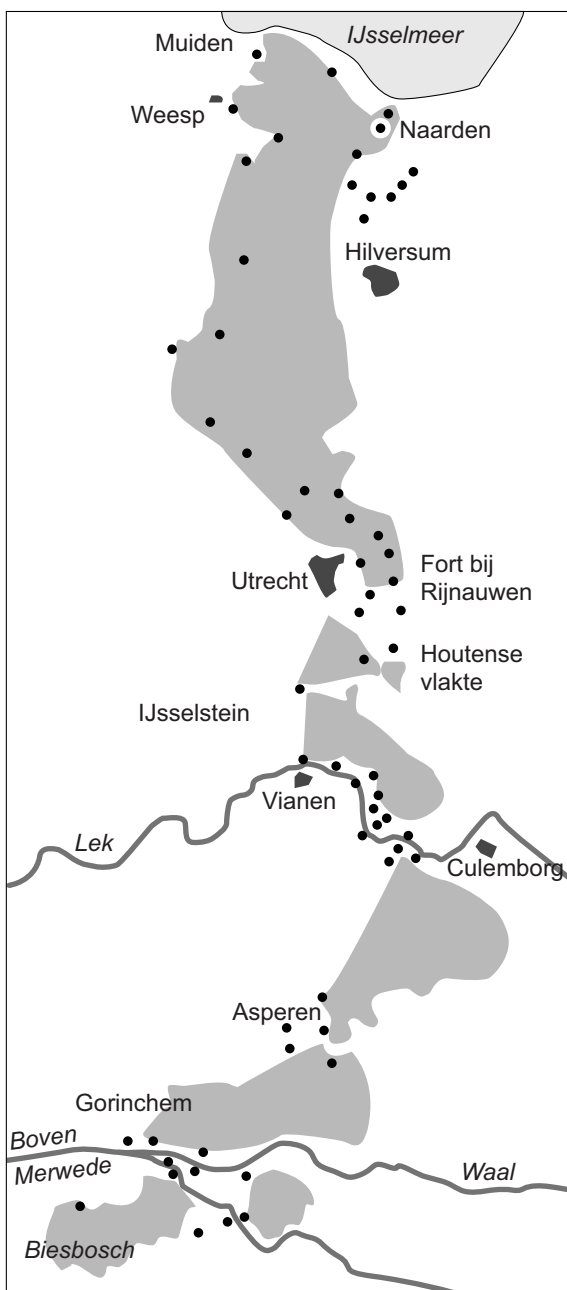 IJsselmeer
Muiden
Weesp
Naarden
Hilversum
Utrecht
Fort bij
Rijnauwen
Houtense
vlakte
IJsselstein
Vianen
Lek
Culemborg
Asperen
Gorinchem
Boven
Merwede
Waal
Biesbosch